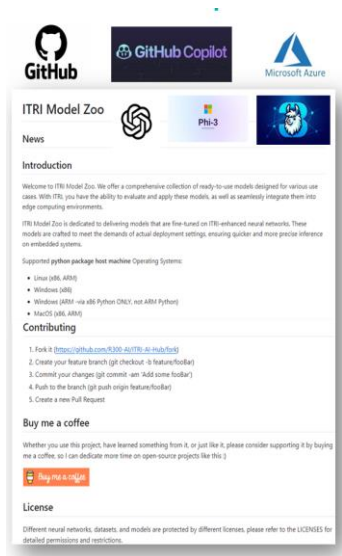 GitHub
GitHub Copilot
Microsoft Azure
ITRI Model Zoo
Phi-3
News
Introduction
Welcome to ITRI Model Zoo. We offer a comprehensive collection of ready-to-use models designed for various use
cases. With ITRI, you have the ability to evaluate and apply these models, as well as seamlessly integrate them into
edge computing environments.
ITRI Model Zoo is dedicated to delivering models that are fine-tuned on ITRI-enhanced neural networks. These
models are crafted to meet the demands of actual deployment settings, ensuring quicker and more precise inference
on embedded systems.
Supported python package host machine Operating Systems:
Linux (x86, ARM)
Windows (x86)
Windows (ARM -via x86 Python ONLY, not ARM Python)
MacOS (x86, ARM)
Contributing
1. Fork it (https://github.com/R300-AI/ITRI-AI-Hub/fork)
2. Create your feature branch (git checkout -b feature/fooBar)
3. Commit your changes (git commit -am 'Add some fooBar')
4. Push to the branch (git push origin feature/fooBar)
5. Create a new Pull Request
Buy me a coffee
Whether you use this project, have learned something from it, or just like it, please consider supporting it by buying
me a coffee, so I can dedicate more time on open-source projects like this :)
Buy me a coffee
License
Different neural networks, datasets, and models are protected by different licenses, please refer to the LICENSES for
detailed permissions and restrictions.